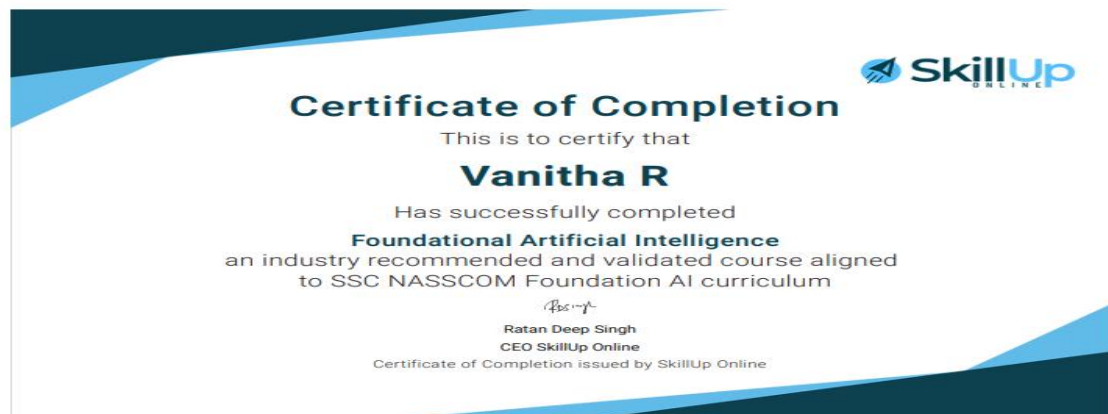 SkillUp
ONLINE
Certificate of Completion
This is to certify that
Vanitha R
Has successfully completed
Foundational Artificial Intelligence
an industry recommended and validated course aligned
to SSC NASSCOM Foundation AI curriculum
Ratan Deep Singh
CEO SkillUp Online
Certificate of Completion issued by SkillUp Online